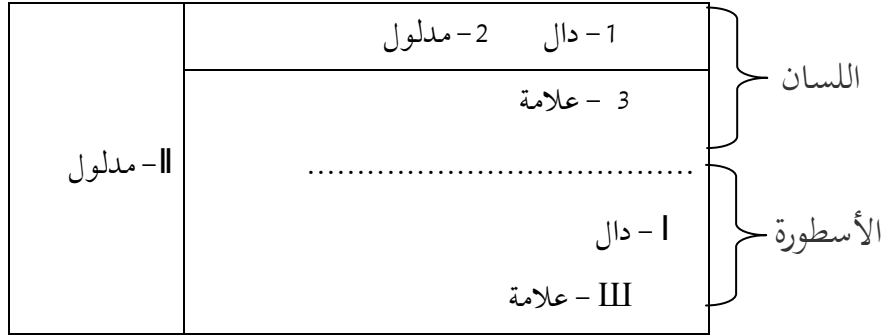 1 – دال 2 – مدلول
اللسان
3 – علامة
II – مدلول
.......................................
I – دال
الأسطورة
III – علامة